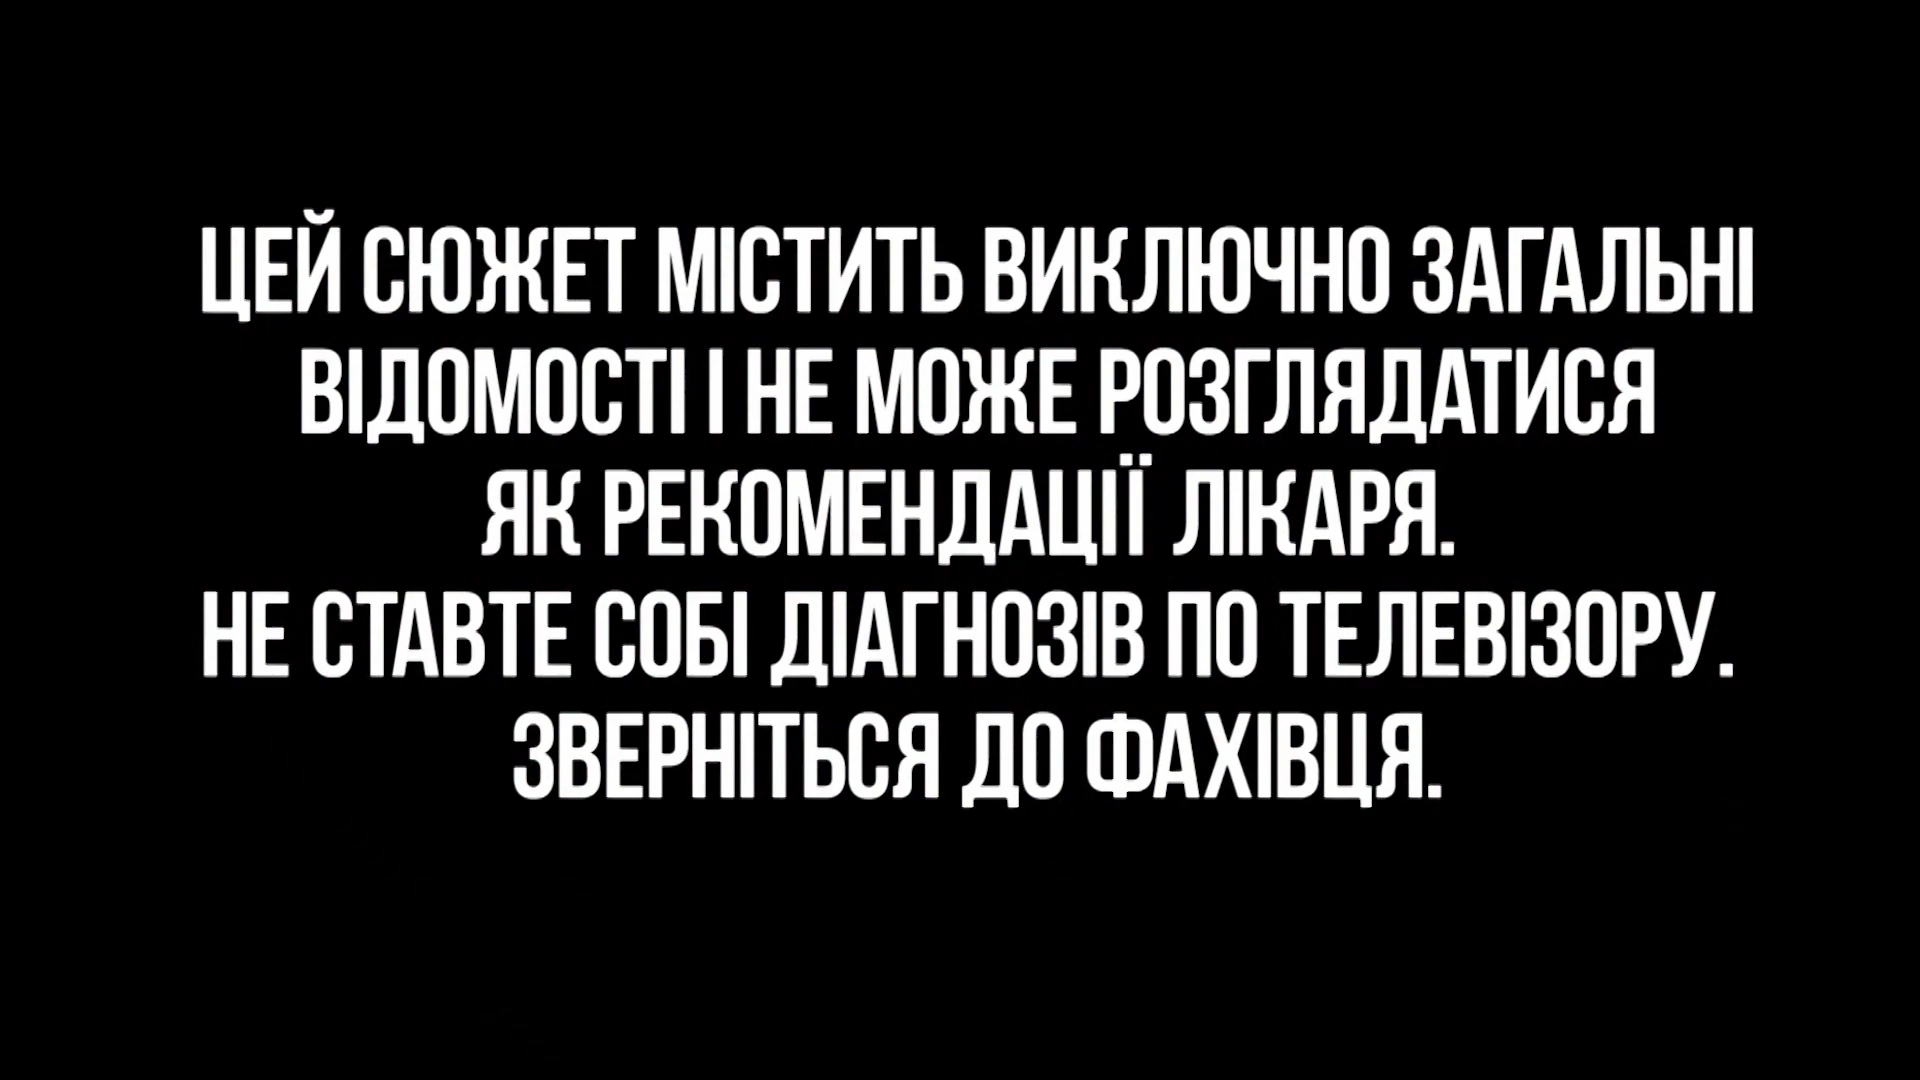 ЦЕЙ СЮЖЕТ МІСТИТЬ ВИКЛЮЧНО ЗАГАЛЬНІ
ВІДОМОСТІ І НЕ МОЖЕ РОЗГЛЯДАТИСЯ
ЯК РЕКОМЕНДАЦІЇ ЛІКАРЯ.
НЕ СТАВТЕ СОБІ ДІАГНОЗІВ ПО ТЕЛЕВІЗОРУ.
ЗВЕРНІТЬСЯ ДО ФАХІВЦЯ.